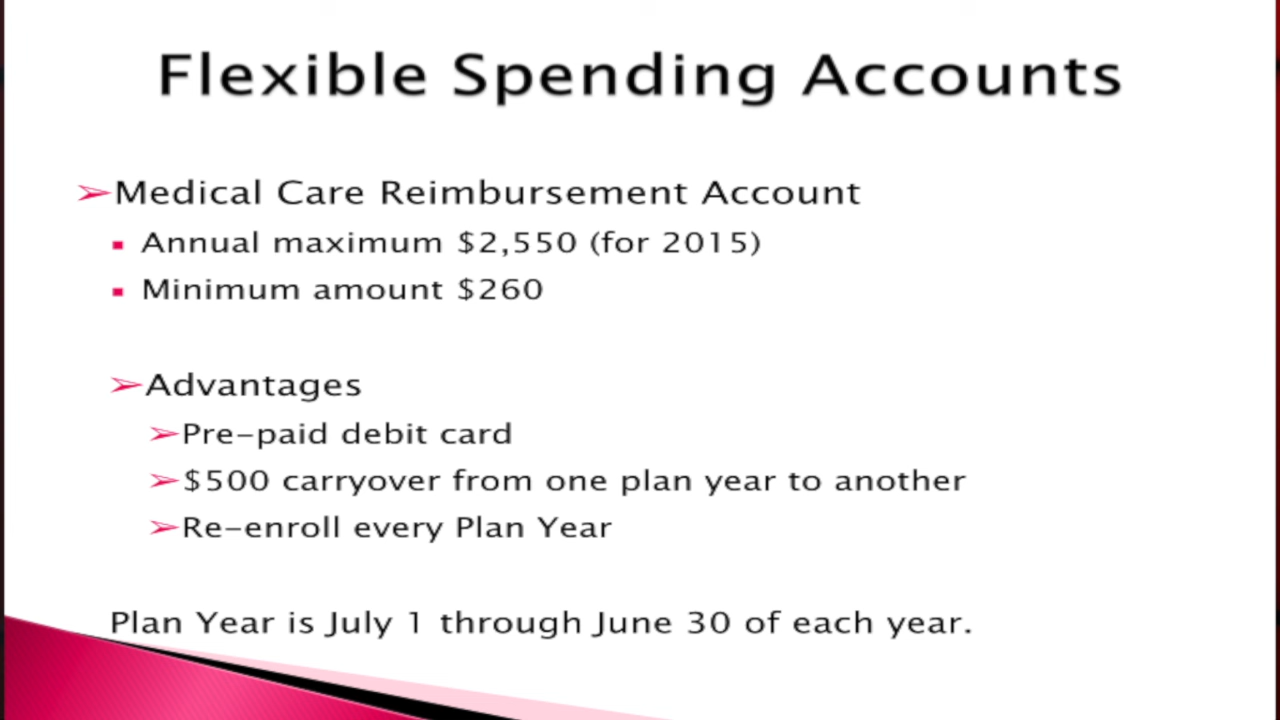 Flexible Spending Accounts
➢Medical Care Reimbursement Account
▪ Annual maximum $2,550 (for 2015)
▪ Minimum amount $260
➢Advantages
➢Pre-paid debit card
➢$500 carryover from one plan year to another
➢Re-enroll every Plan Year
Plan Year is July 1 through June 30 of each year.